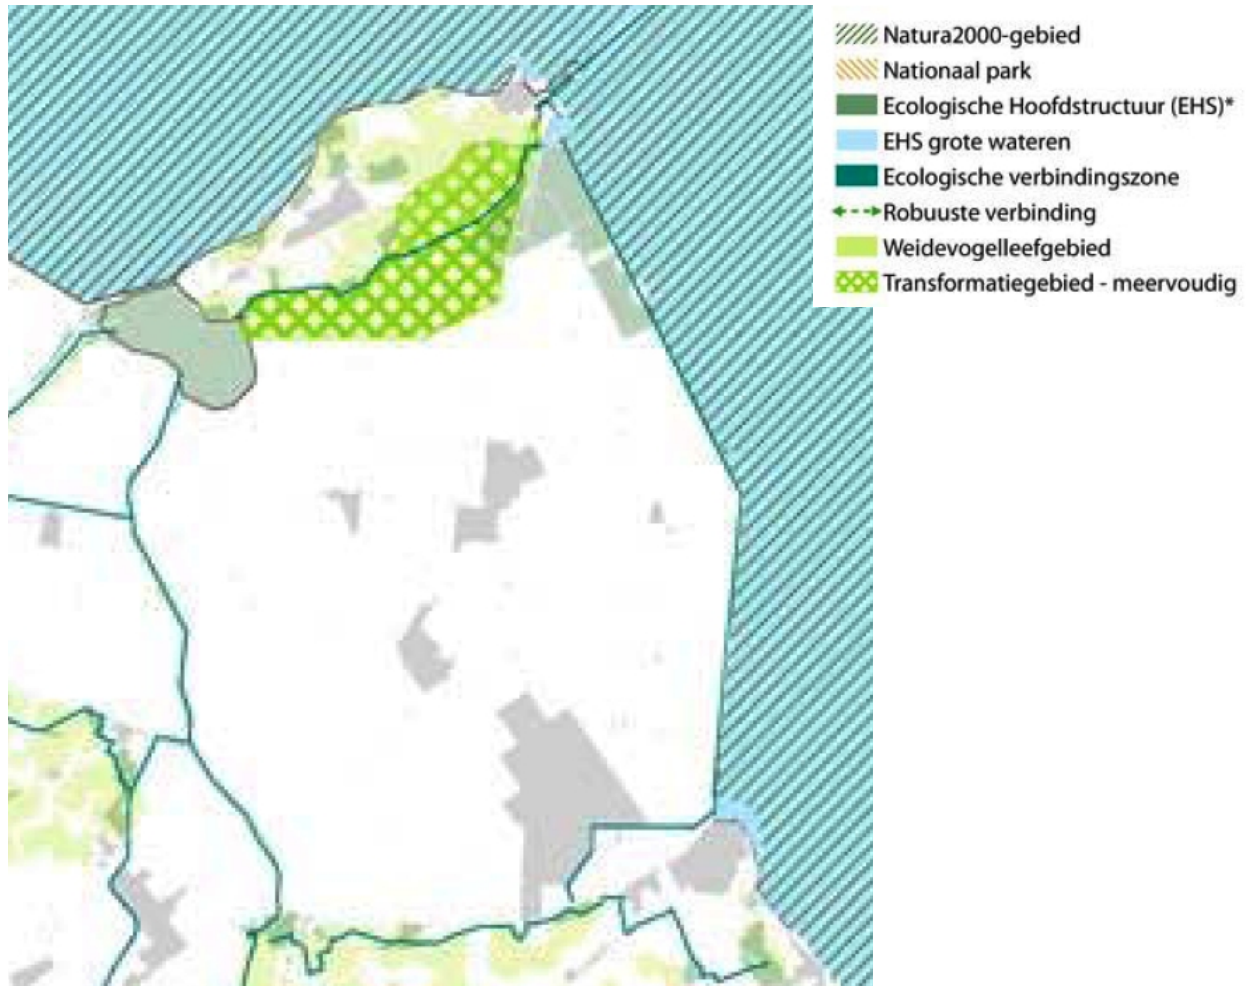 Natura2000-gebied
Nationaal park
Ecologische Hoofdstructuur (EHS)*
EHS grote wateren
Ecologische verbindingszone
Robuuste verbinding
Weidevogelleefgebied
Transformatiegebied - meervoudig